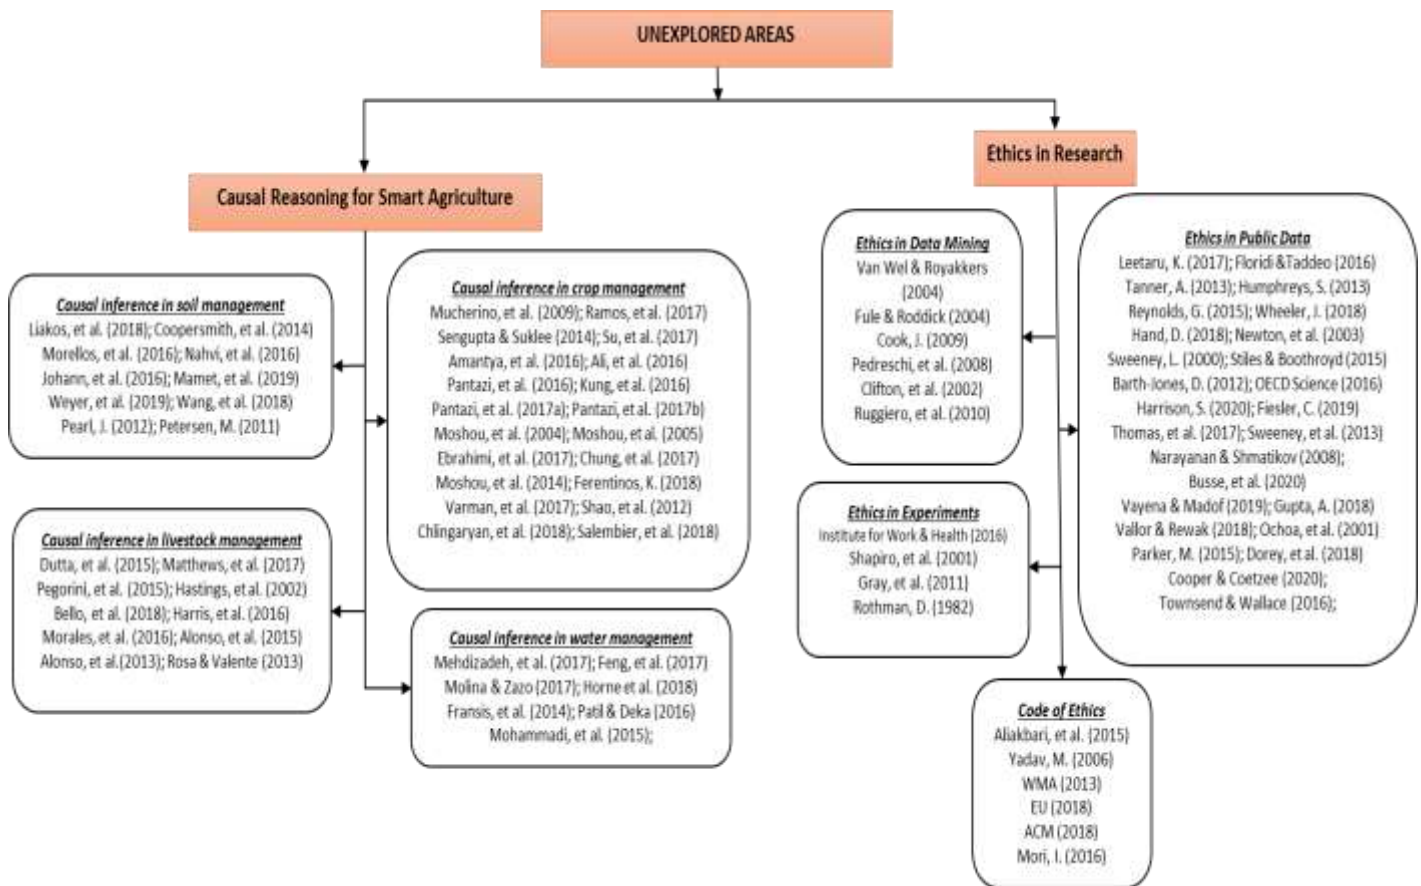 UNEXPLORED AREAS
Causal Reasoning for Smart Agriculture
Causal inference in soil management
Liakos, et al. (2018); Coopersmith, et al. (2014)
Morellos, et al. (2016); Nahvi, et al. (2016)
Johann, et al. (2016); Mamet, et al. (2019)
Weyer, et al. (2019); Wang, et al. (2018)
Pearl, J. (2012); Petersen, M. (2011)
Causal inference in crop management
Mucherino, et al. (2009); Ramos, et al. (2017)
Sengupta & Suklee (2014); Su, et al. (2017)
Amantya, et al. (2016); Ali, et al. (2016)
Pantazi, et al. (2016); Kung, et al. (2016)
Pantazi, et al. (2017a); Pantazi, et al. (2017b)
Moshou, et al. (2004); Moshou, et al. (2005)
Ebrahimi, et al. (2017); Chung, et al. (2017)
Moshou, et al. (2014); Ferentinos, K. (2018)
Varman, et al. (2017); Shao, et al. (2012)
Chlingaryan, et al. (2018); Salembier, et al. (2018)
Causal inference in livestock management
Dutta, et al. (2015); Matthews, et al. (2017)
Pegorini, et al. (2015); Hastings, et al. (2002)
Bello, et al. (2018); Harris, et al. (2016)
Morales, et al. (2016); Alonso, et al. (2015)
Alonso, et al.(2013); Rosa & Valente (2013)
Causal inference in water management
Mehdizadeh, et al. (2017); Feng, et al. (2017)
Molina & Zazo (2017); Horne et al. (2018)
Fransis, et al. (2014); Patil & Deka (2016)
Mohammadi, et al. (2015);
Ethics in Research
Ethics in Data Mining
Van Wel & Royakkers
(2004)
Fule & Roddick (2004)
Cook, J. (2009)
Pedreschi, et al. (2008)
Clifton, et al. (2002)
Ruggiero, et al. (2010)
Ethics in Public Data
Leetaru, K. (2017); Floridi &Taddeo (2016)
Tanner, A. (2013); Humphreys, S. (2013)
Reynolds, G. (2015); Wheeler, J. (2018)
Hand, D. (2018); Newton, et al. (2003)
Sweeney, L. (2000); Stiles & Boothroyd (2015)
Barth-Jones, D. (2012); OECD Science (2016)
Harrison, S. (2020); Fiesler, C. (2019)
Thomas, et al. (2017); Sweeney, et al. (2013)
Narayanan & Shmatikov (2008);
Busse, et al. (2020)
Vayena & Madof (2019); Gupta, A. (2018)
Vallor & Rewak (2018); Ochoa, et al. (2001)
Parker, M. (2015); Dorey, et al. (2018)
Cooper & Coetzee (2020);
Townsend & Wallace (2016);
Ethics in Experiments
Institute for Work & Health (2016)
Shapiro, et al. (2001)
Gray, et al. (2011)
Rothman, D. (1982)
Code of Ethics
Aliakbari, et al. (2015)
Yadav, M. (2006)
WMA (2013)
EU (2018)
ACM (2018)
Mori, I. (2016)